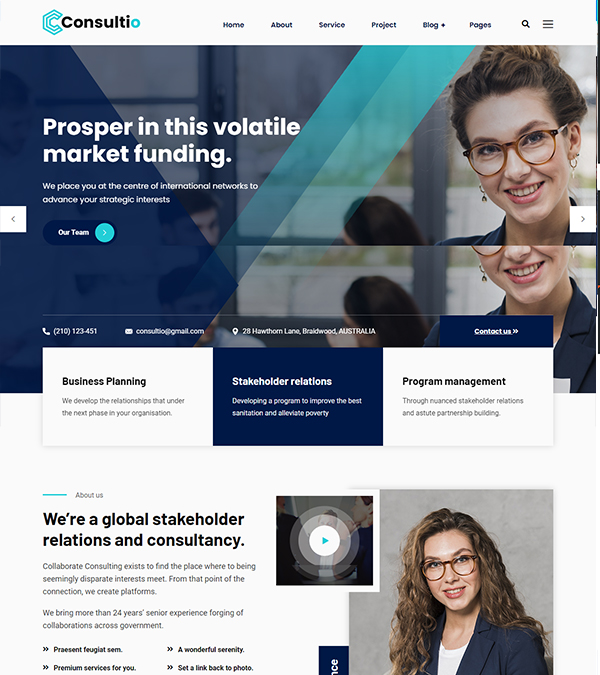 Consultio
Home About Service Project Blog + Pages
Prosper in this volatile
market funding.
We place you at the centre of international networks to
advance your strategic interests
Our Team
(210) 123-451 consultio@gmail.com 28 Hawthorn Lane, Braidwood, AUSTRALIA Contact us
Business Planning
We develop the relationships that under
the next phase in your organisation.
Stakeholder relations
Developing a program to improve the best
sanitation and alleviate poverty
Program management
Through nuanced stakeholder relations
and astute partnership building.
About us
We’re a global stakeholder
relations and consultancy.
Collaborate Consulting exists to find the place where to being
seemingly disparate interests meet. From that point of the
connection, we create platforms.
We bring more than 24 years’ senior experience forging of
collaborations across government.
Praesent feugiat sem. A wonderful serenity.
Premium services for you. Set a link back to photo.